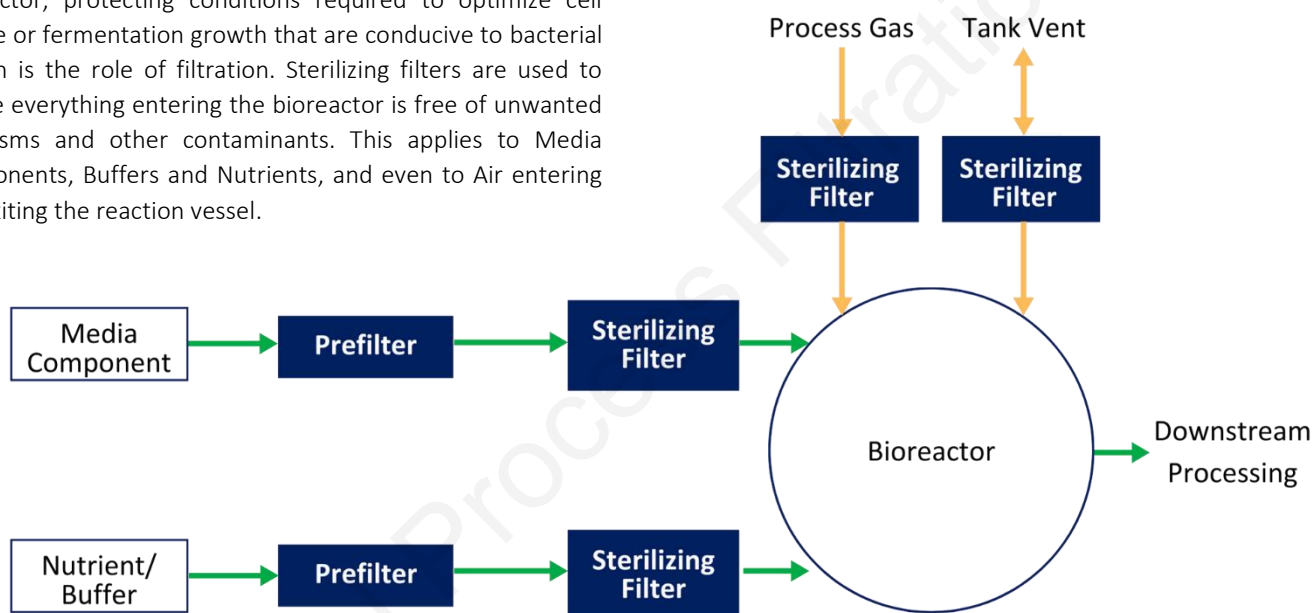 ctor, protecting conditions required to optimize cell
e or fermentation growth that are conducive to bacterial
is the role of filtration. Sterilizing filters are used to
everything entering the bioreactor is free of unwanted
sms and other contaminants. This applies to Media
onents, Buffers and Nutrients, and even to Air entering
iting the reaction vessel.
Process Gas
Tank Vent
Sterilizing
Filter
Sterilizing
Filter
Media
Component
Prefilter
Sterilizing
Filter
Bioreactor
Downstream
Processing
Nutrient/
Buffer
Prefilter
Sterilizing
Filter
Process Filtratio